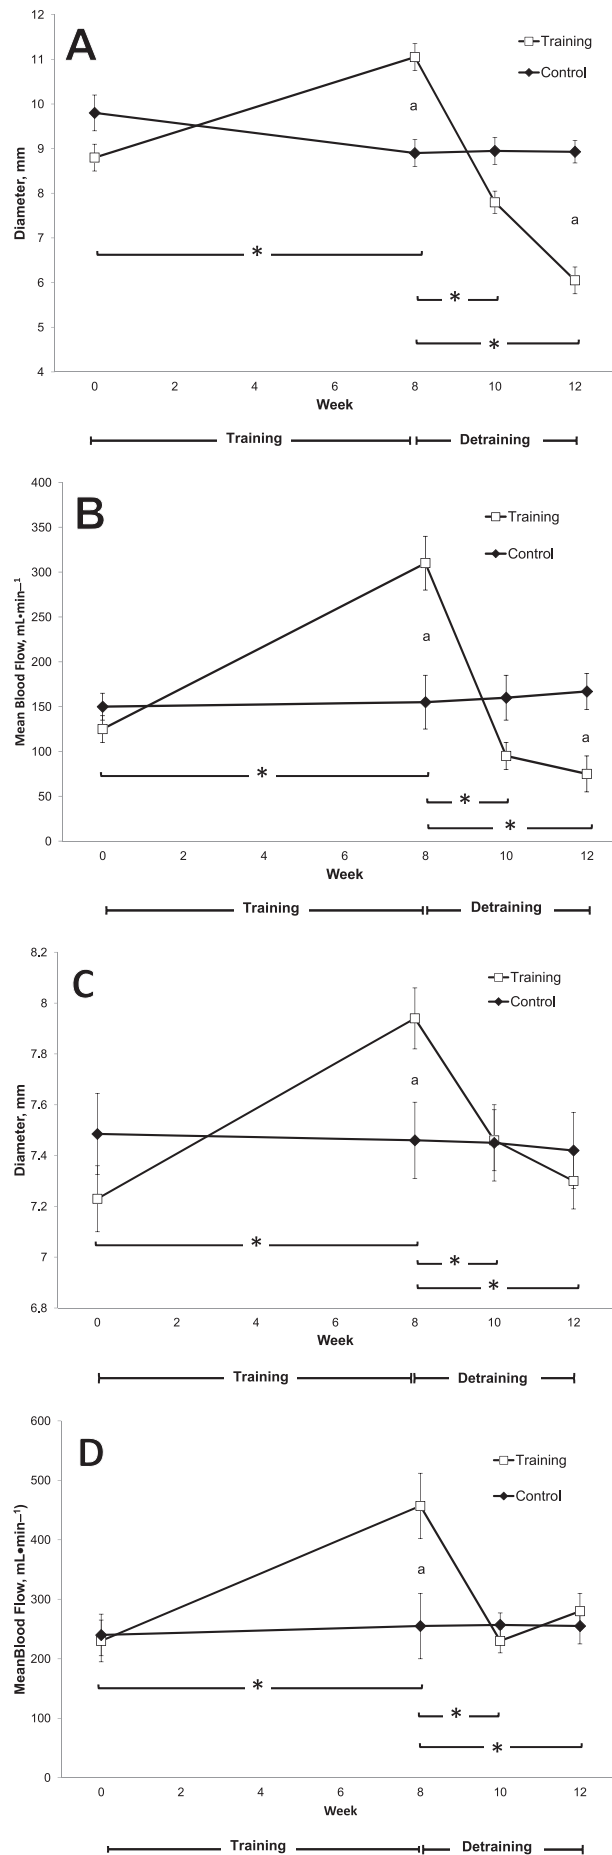 A
Training
Control
12
11
10
9
8
7
6
5
4
Diameter, mm
a
a
*
*
*
0 2 4 6 8 10 12
Week
Training Detraining
B
Training
Control
400
350
300
250
200
150
100
50
0
Mean Blood Flow, mL•min–1
a
a
*
*
*
0 2 4 6 8 10 12
Week
Training Detraining
C
Training
Control
8.2
8
7.8
7.6
7.4
7.2
7
6.8
Diameter, mm
a
*
*
*
0 2 4 6 8 10 12
Week
Training Detraining
D
Training
Control
600
500
400
300
200
100
0
MeanBlood Flow, mL•min–1)
a
*
*
*
0 2 4 6 8 10 12
Week
Training Detraining